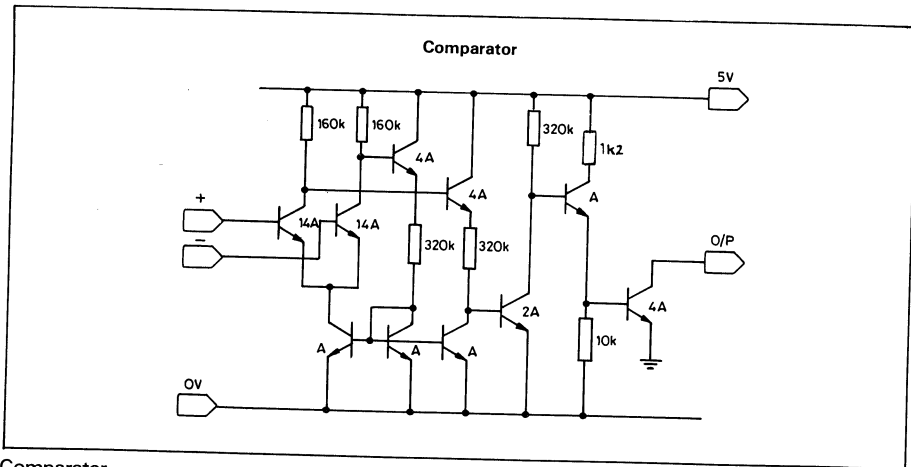 Comparator
5V
160k
160k
320k
1k2
4A
4A
A
+
14A
14A
−
320k
320k
O/P
2A
4A
A
A
A
10k
0V
Comparator